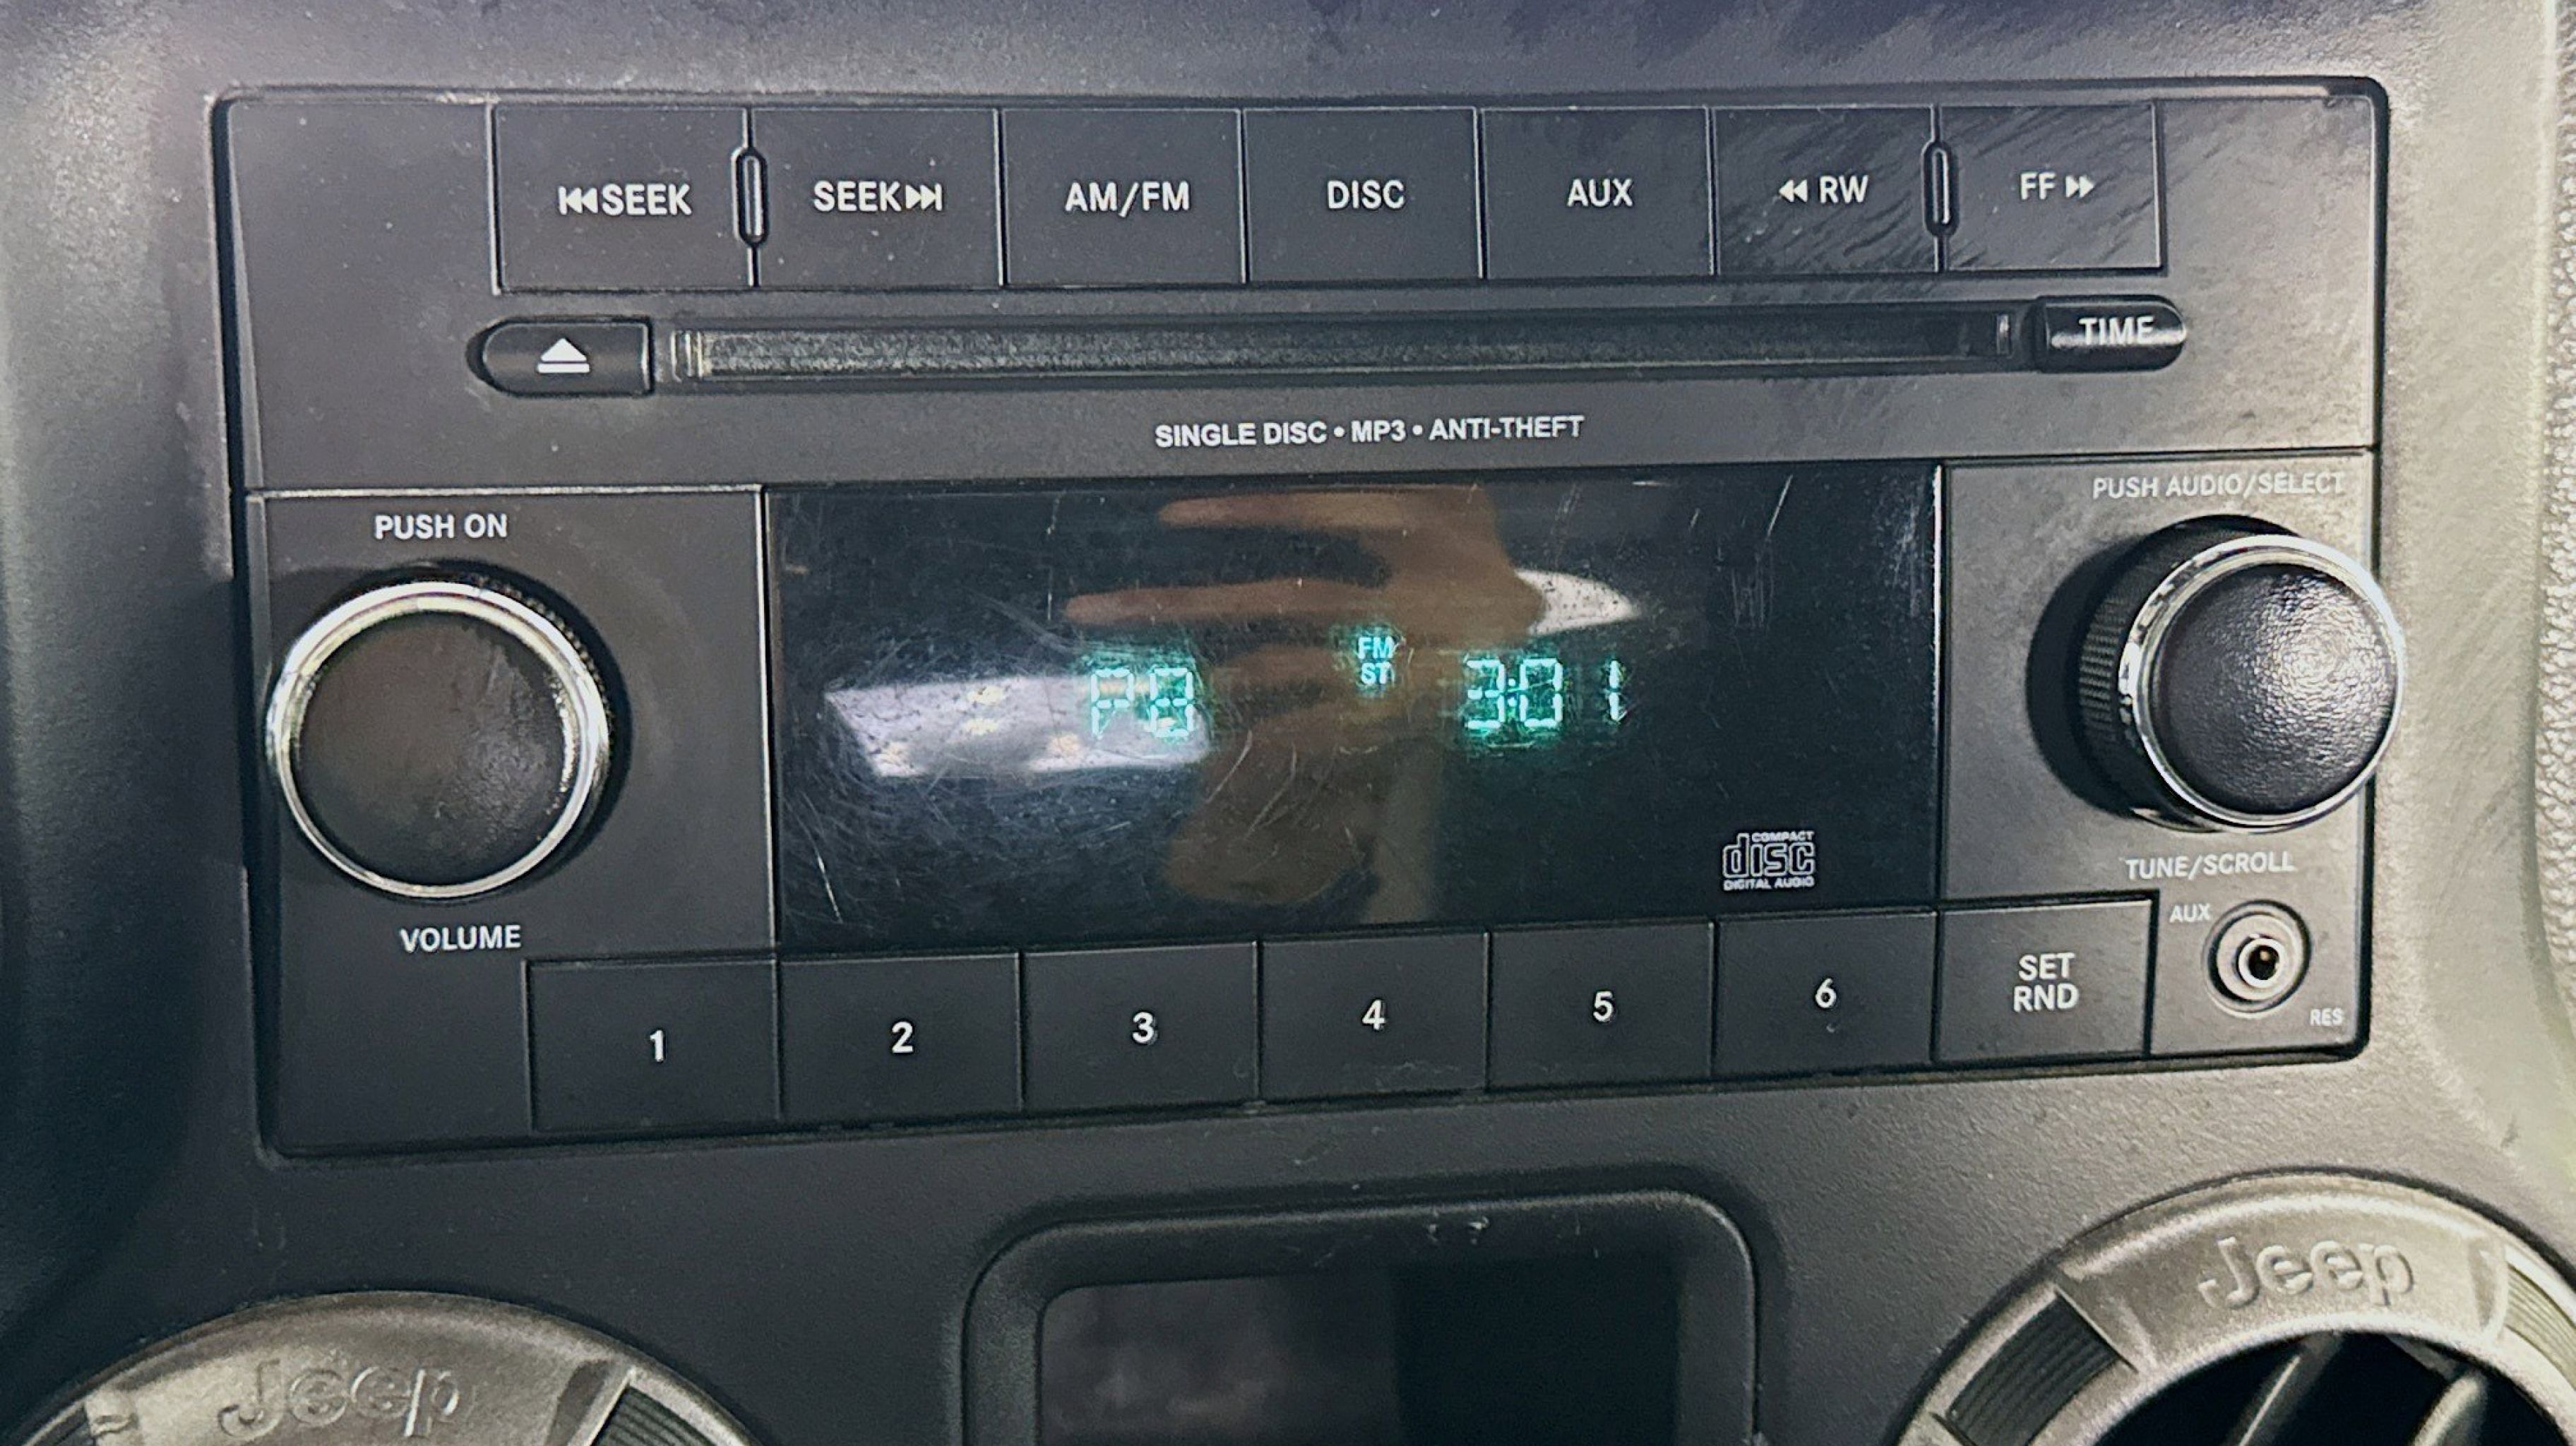 ⏮SEEK SEEK⏭ AM/FM DISC AUX ◀◀ RW FF ▶▶
TIME
SINGLE DISC • MP3 • ANTI-THEFT
PUSH ON
PUSH AUDIO/SELECT
FM
ST
P8 3:01
COMPACT
disc
DIGITAL AUDIO
VOLUME
TUNE/SCROLL
AUX
1 2 3 4 5 6
SET
RND
RES
Jeep
Jeep